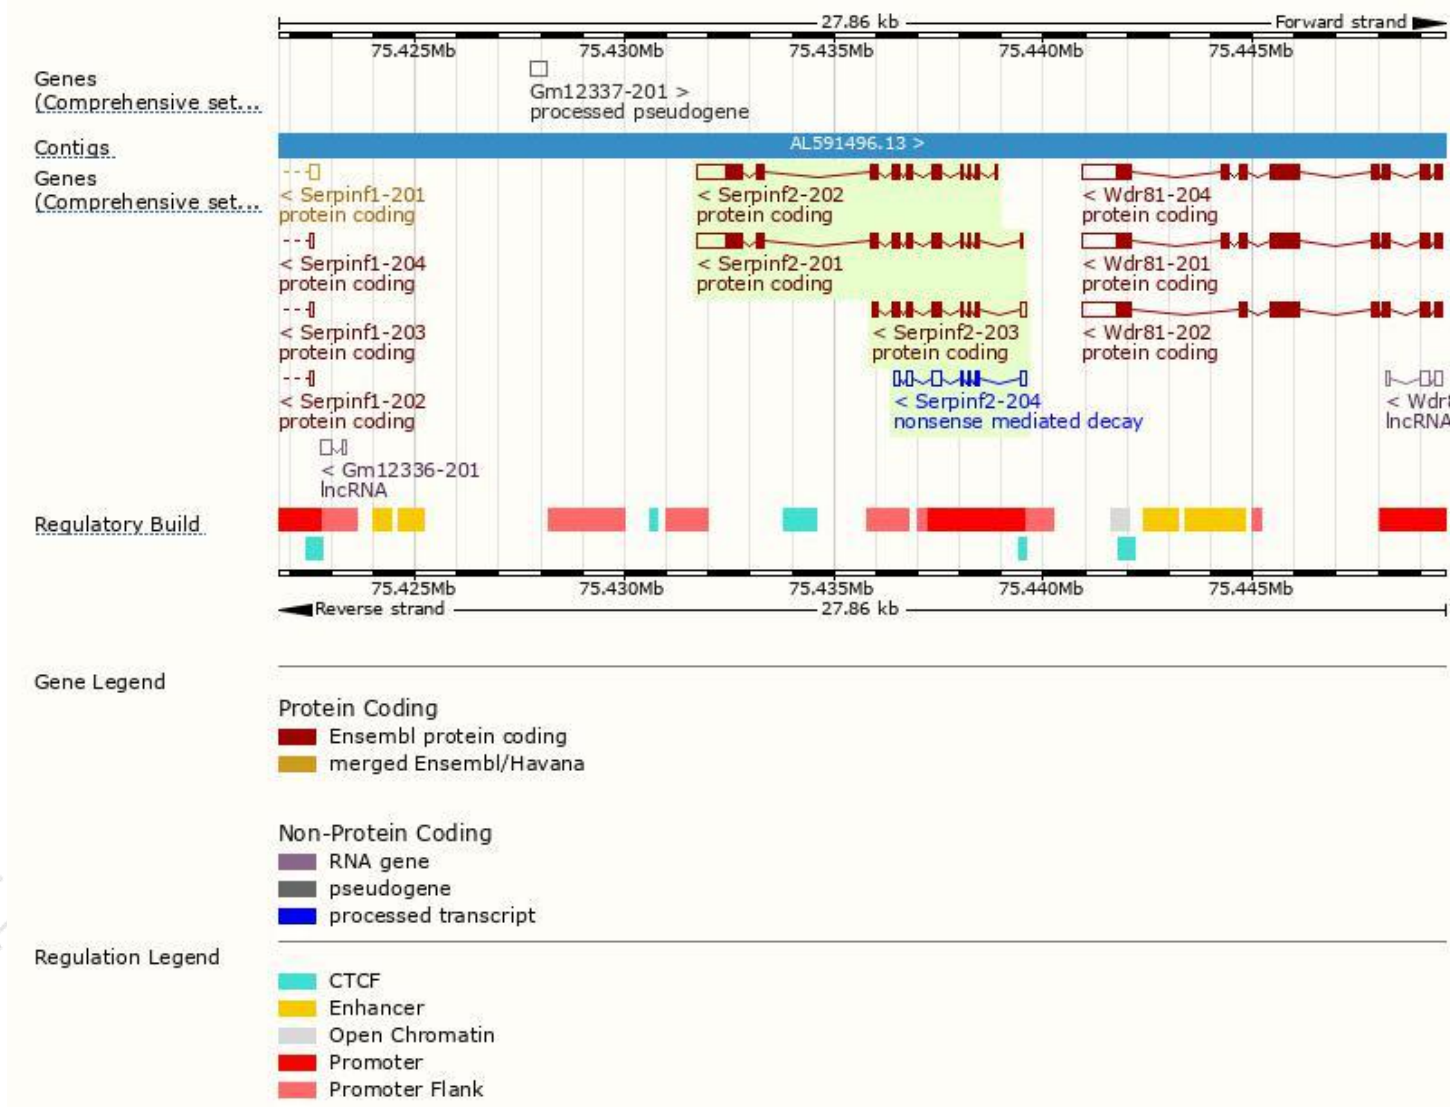 27.86 kb Forward strand
75.425Mb 75.430Mb 75.435Mb 75.440Mb 75.445Mb
Genes
(Comprehensive set...
Gm12337-201 >
processed pseudogene
Contigs
AL591496.13 >
Genes
(Comprehensive set...
< Serpinf1-201 < Serpinf2-202 < Wdr81-204
protein coding protein coding protein coding
< Serpinf1-204 < Serpinf2-201 < Wdr81-201
protein coding protein coding protein coding
< Serpinf1-203 < Serpinf2-203 < Wdr81-202
protein coding protein coding protein coding
< Serpinf1-202 < Serpinf2-204 < Wdr8
protein coding nonsense mediated decay lncRNA
< Gm12336-201
lncRNA
Regulatory Build
75.425Mb 75.430Mb 75.435Mb 75.440Mb 75.445Mb
Reverse strand 27.86 kb
Gene Legend
Protein Coding
Ensembl protein coding
merged Ensembl/Havana
Non-Protein Coding
RNA gene
pseudogene
processed transcript
Regulation Legend
CTCF
Enhancer
Open Chromatin
Promoter
Promoter Flank